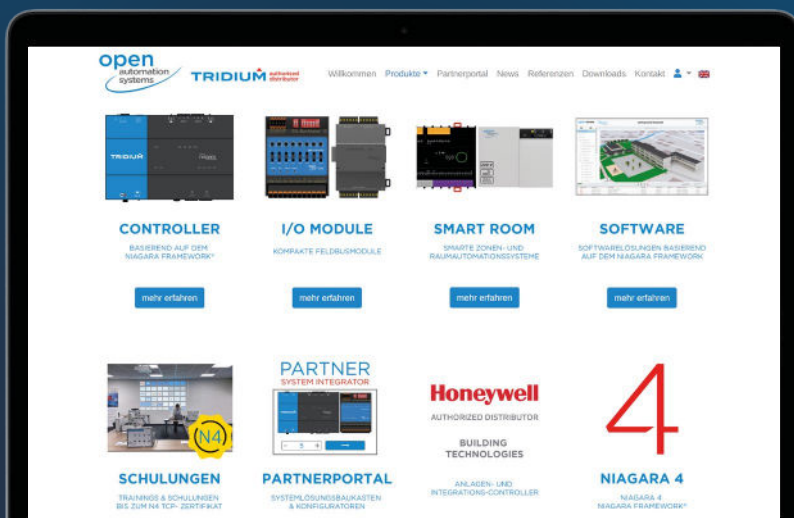 open
automation
systems
TRIDIUM authorized
distributor
Willkommen Produkte Partnerportal News Referenzen Downloads Kontakt
TRIDIUM
CONTROLLER
BASIEREND AUF DEM
NIAGARA FRAMEWORK®
mehr erfahren
I/O MODULE
KOMPAKTE FELDBUSMODULE
mehr erfahren
SMART ROOM
SMARTE ZONEN- UND
RAUMAUTOMATIONSSYSTEME
mehr erfahren
SOFTWARE
SOFTWARELÖSUNGEN BASIEREND
AUF DEM NIAGARA FRAMEWORK
mehr erfahren
N4
SCHULUNGEN
TRAININGS & SCHULUNGEN
BIS ZUM N4 TCP- ZERTIFIKAT
PARTNER
SYSTEM INTEGRATOR
- 5 +
PARTNERPORTAL
SYSTEMLÖSUNGSBAUKASTEN
& KONFIGURATOREN
Honeywell
AUTHORIZED DISTRIBUTOR
BUILDING
TECHNOLOGIES
ANLAGEN- UND
INTEGRATIONS-CONTROLLER
4
NIAGARA 4
NIAGARA 4
NIAGARA FRAMEWORK®